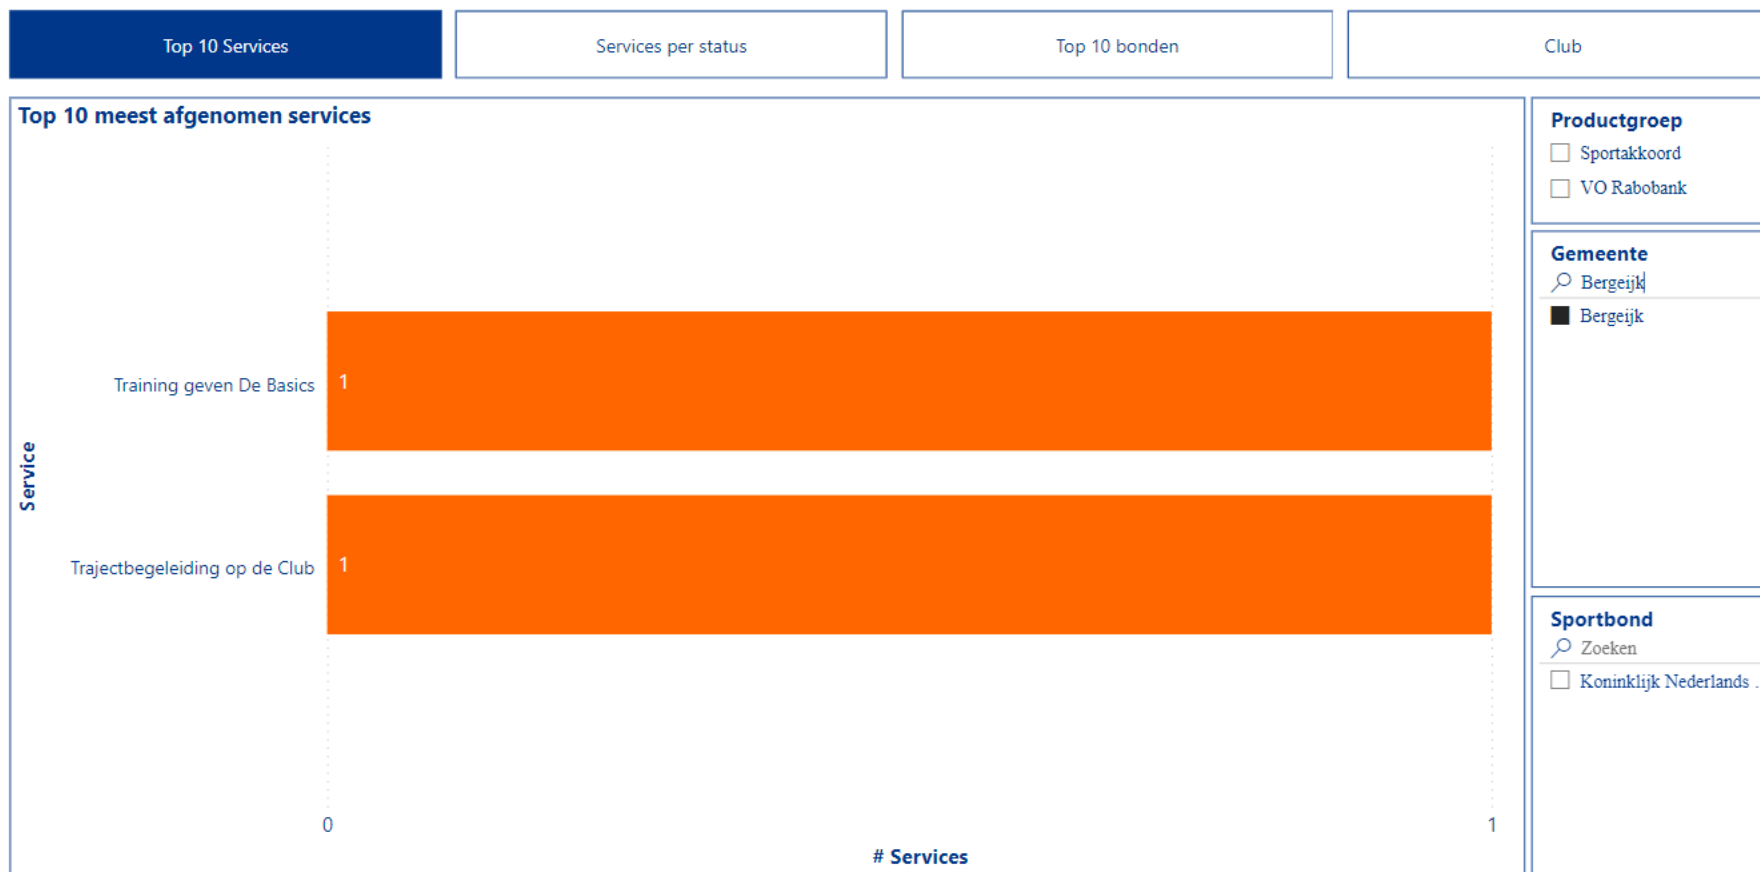 Top 10 Services
Services per status
Top 10 bonden
Club
Top 10 meest afgenomen services
Service
Training geven De Basics
1
Trajectbegeleiding op de Club
1
0
1
# Services
Productgroep
Sportakkoord
VO Rabobank
Gemeente
Bergeijk
Bergeijk
Sportbond
Zoeken
Koninklijk Nederlands .